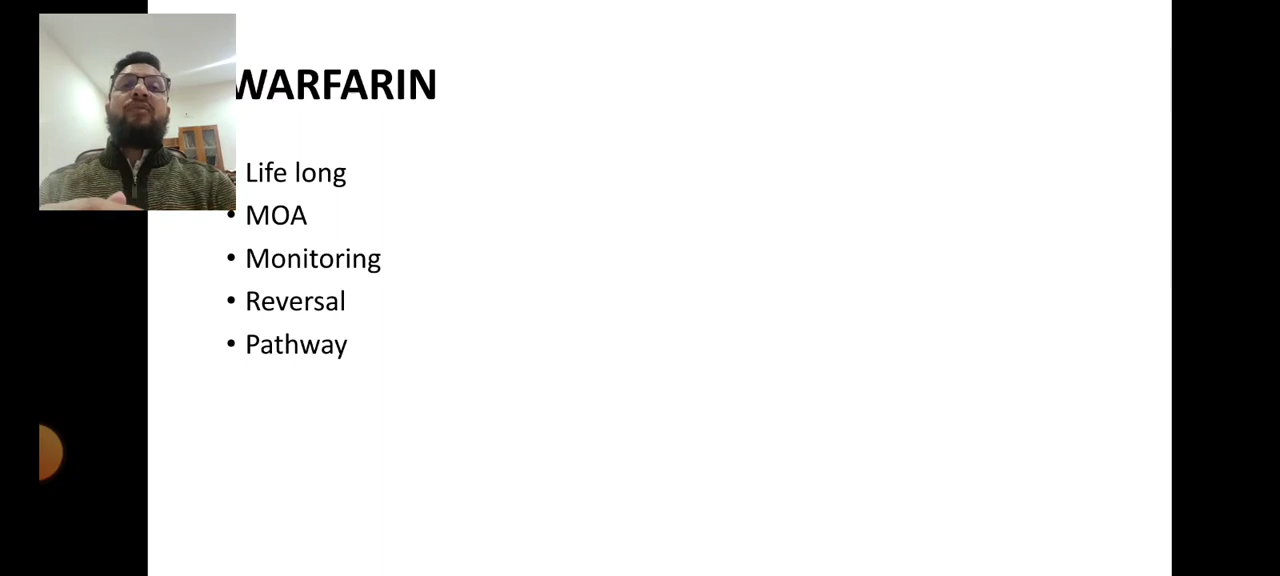 WARFARIN
Life long
• MOA
• Monitoring
• Reversal
• Pathway